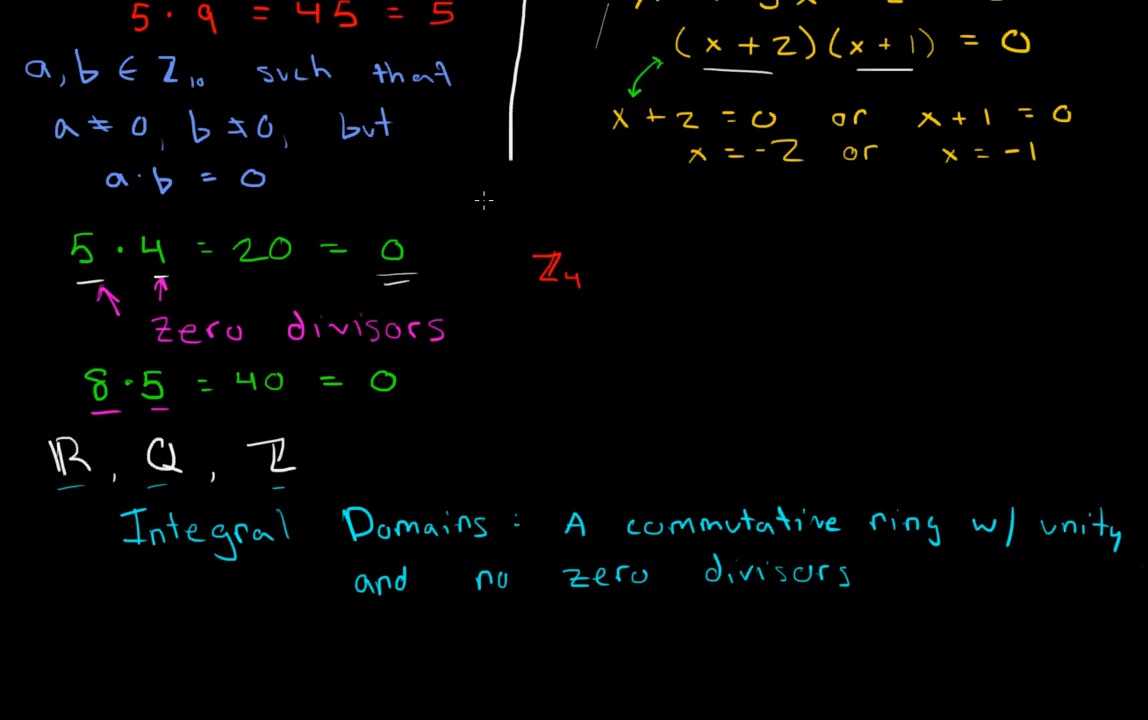 5 · 9 = 45 = 5
a, b ∈ Z₁₀ such that
a ≠ 0, b ≠ 0, but
a · b = 0
5 · 4 = 20 = 0
zero divisors
8 · 5 = 40 = 0
ℝ, ℚ, ℤ
Integral Domains: A commutative ring w/ unity
and no zero divisors
(x + 2)(x + 1) = 0
x + 2 = 0 or x + 1 = 0
x = -2 or x = -1
ℤ₄